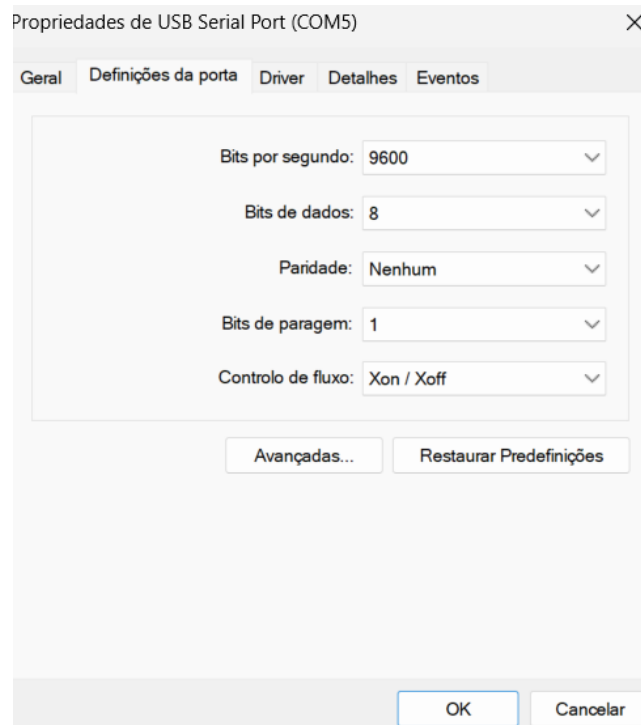 Propriedades de USB Serial Port (COM5)
Geral Definições da porta Driver Detalhes Eventos
Bits por segundo: 9600
Bits de dados: 8
Paridade: Nenhum
Bits de paragem: 1
Controlo de fluxo: Xon / Xoff
Avançadas... Restaurar Predefinições
OK Cancelar